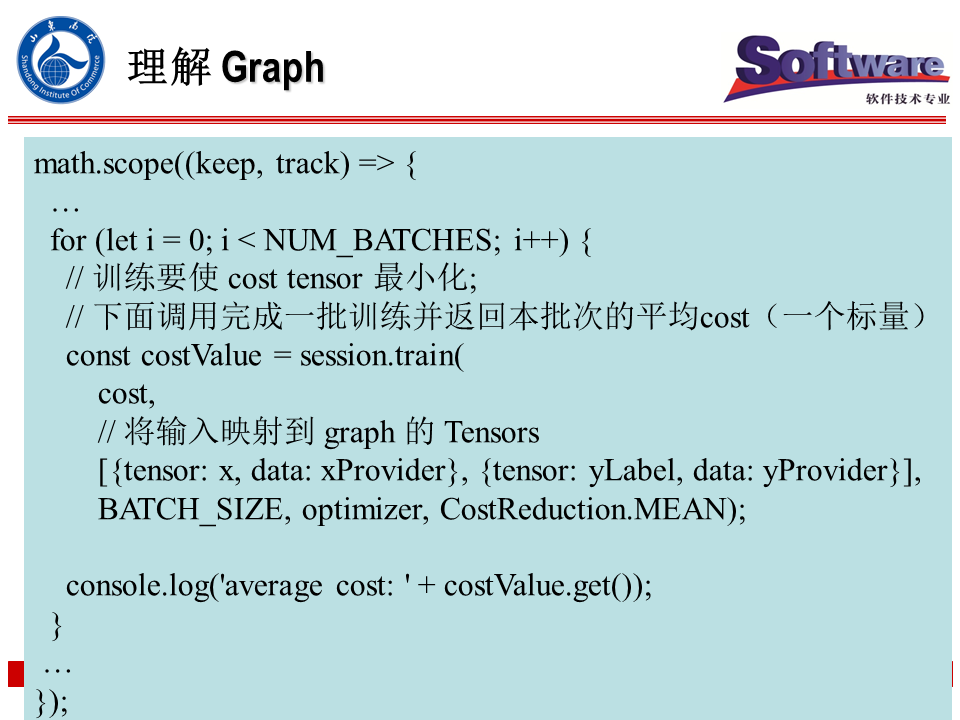 山东商院
Shandong Institute Of Commerce
理解 Graph
Software
软件技术专业
math.scope((keep, track) => {
…
for (let i = 0; i < NUM_BATCHES; i++) {
// 训练要使 cost tensor 最小化;
// 下面调用完成一批训练并返回本批次的平均cost（一个标量）
const costValue = session.train(
cost,
// 将输入映射到 graph 的 Tensors
[{tensor: x, data: xProvider}, {tensor: yLabel, data: yProvider}],
BATCH_SIZE, optimizer, CostReduction.MEAN);
console.log('average cost: ' + costValue.get());
}
…
});